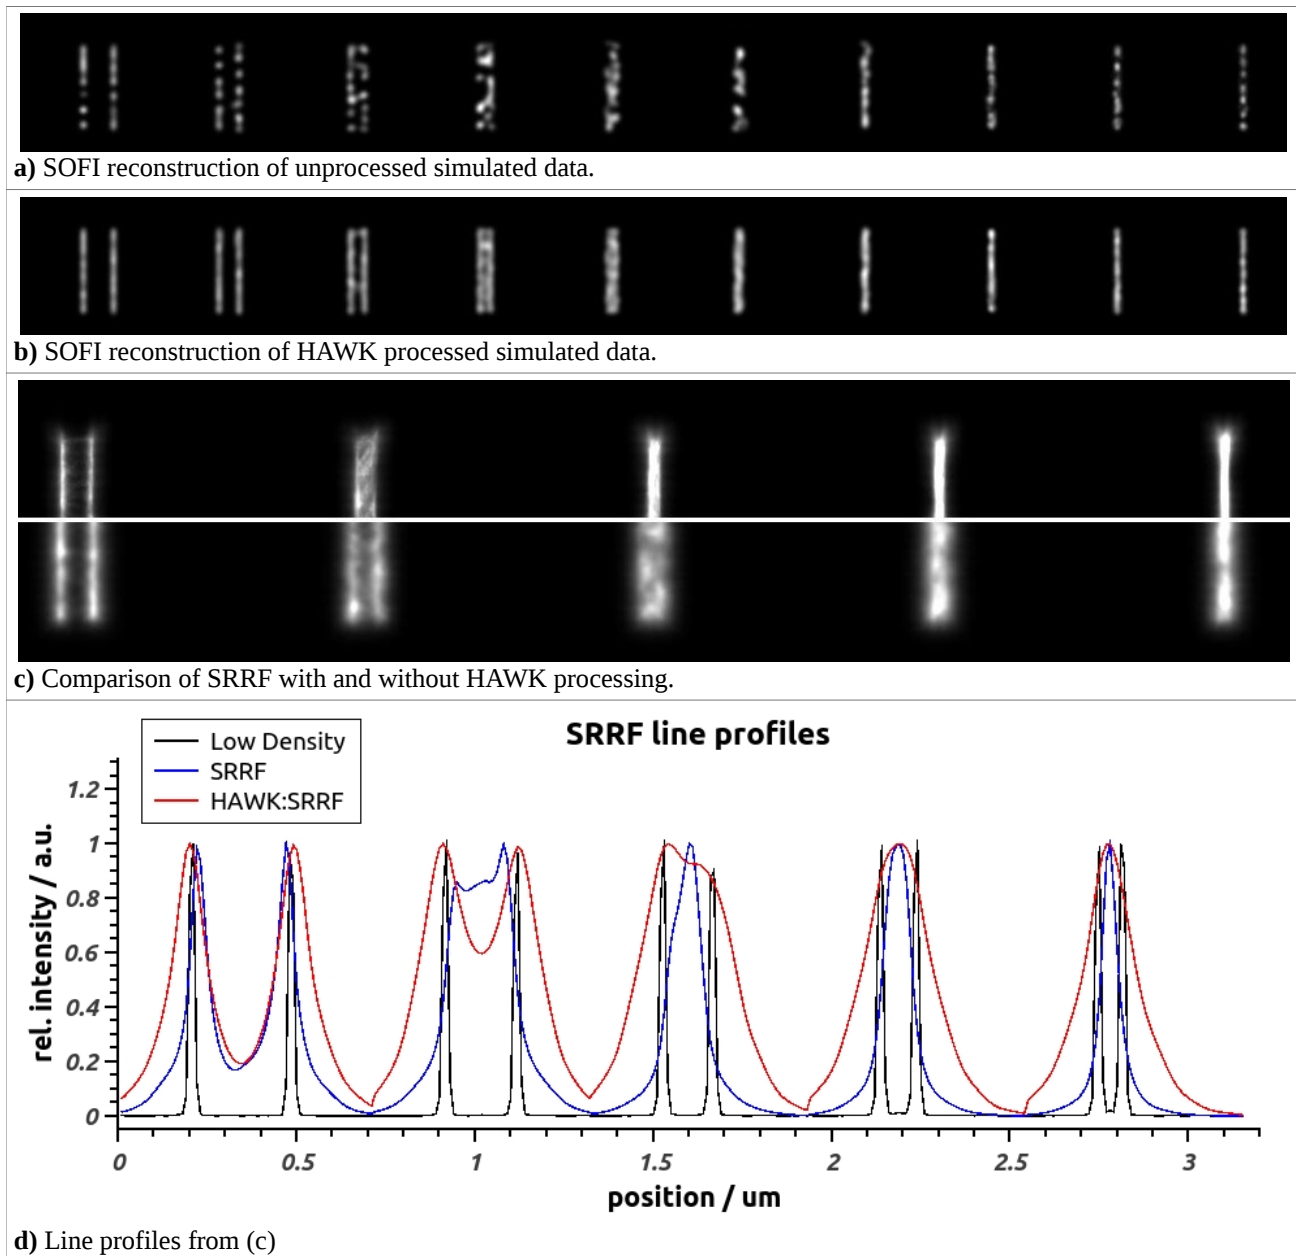 a) SOFI reconstruction of unprocessed simulated data.
b) SOFI reconstruction of HAWK processed simulated data.
c) Comparison of SRRF with and without HAWK processing.
SRRF line profiles
Low Density
SRRF
HAWK:SRRF
rel. intensity / a.u.
1.2
1
0.8
0.6
0.4
0.2
0
0 0.5 1 1.5 2 2.5 3
position / um
d) Line profiles from (c)